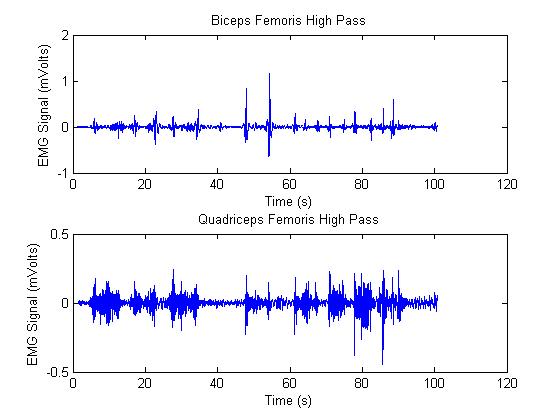 Biceps Femoris High Pass
2
1
0
-1
EMG Signal (mVolts)
0 20 40 60 80 100 120
Time (s)
Quadriceps Femoris High Pass
0.5
0
-0.5
EMG Signal (mVolts)
0 20 40 60 80 100 120
Time (s)